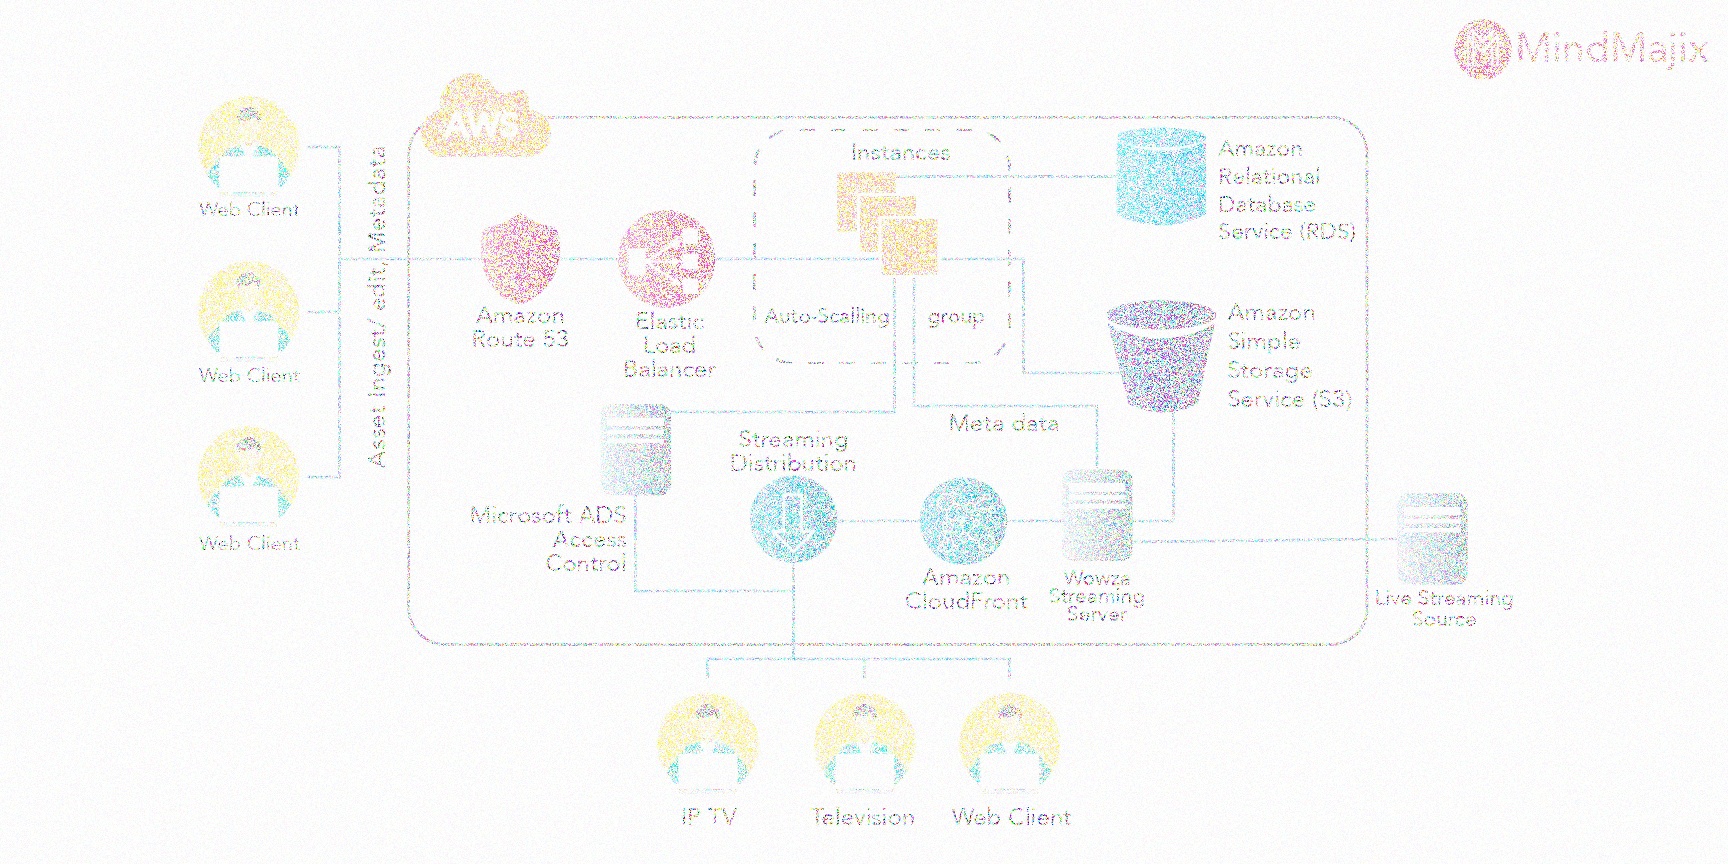 MindMajix
AWS
Web Client
Web Client
Web Client
Asset Ingest/ edit, Metadata
Amazon
Route 53
Elastic
Load
Balancer
Instances
Auto-Scalling group
Amazon
Relational
Database
Service (RDS)
Amazon
Simple
Storage
Service (S3)
Meta data
Streaming
Distribution
Microsoft ADS
Access
Control
Amazon
CloudFront
Wowza
Streaming
Server
Live Streaming
Source
IP TV
Television
Web Client